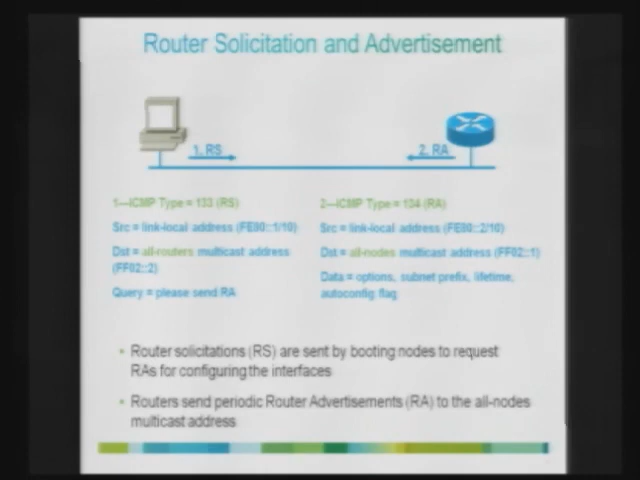 Router Solicitation and Advertisement
1. RS
2. RA
1—ICMP Type = 133 (RS)
Src = link-local address (FE80::1/10)
Dst = all-routers multicast address
(FF02::2)
Query = please send RA
2—ICMP Type = 134 (RA)
Src = link-local address (FE80::2/10)
Dst = all-nodes multicast address (FF02::1)
Data = options, subnet prefix, lifetime,
autoconfig flag
• Router solicitations (RS) are sent by booting nodes to request
RAs for configuring the interfaces
• Routers send periodic Router Advertisements (RA) to the all-nodes
multicast address